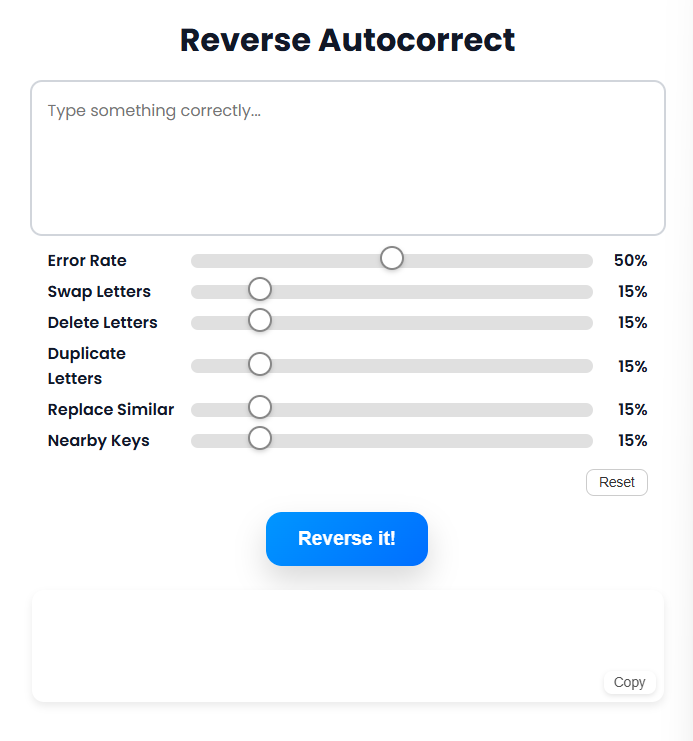 Reverse Autocorrect
Type something correctly...
Error Rate 50%
Swap Letters 15%
Delete Letters 15%
Duplicate
Letters 15%
Replace Similar 15%
Nearby Keys 15%
Reset
Reverse it!
Copy